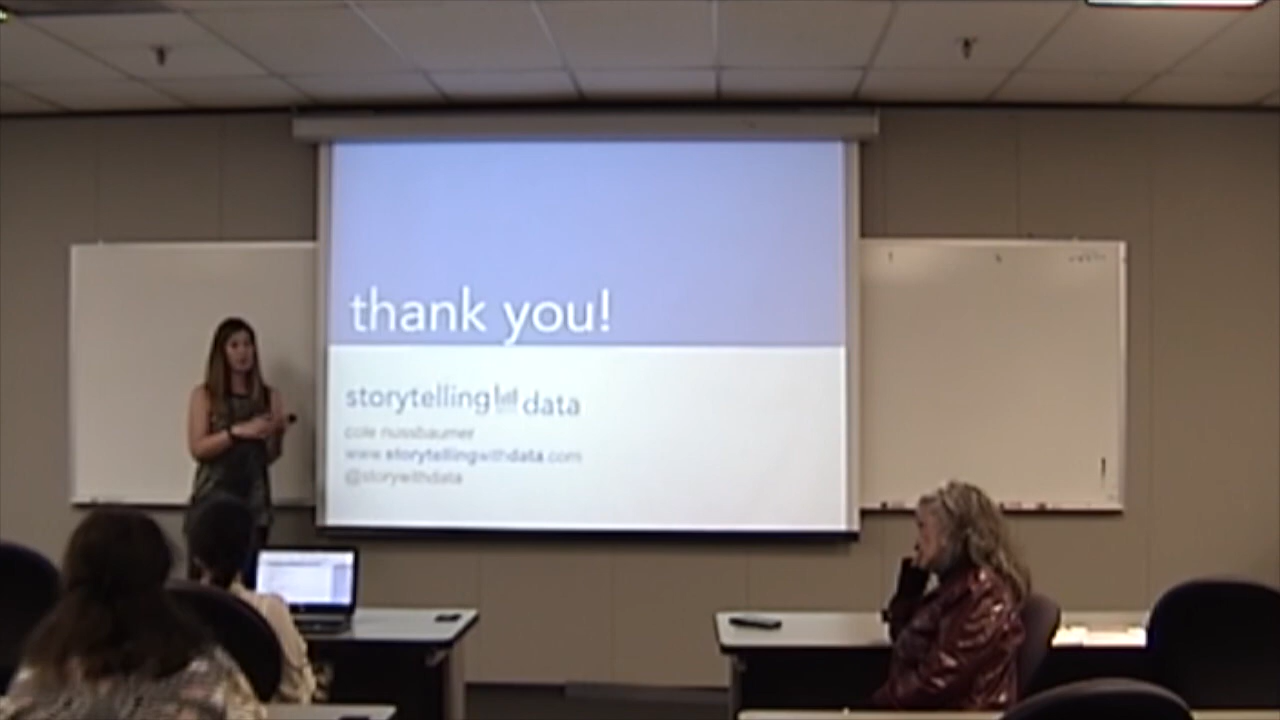 thank you!
storytelling data
cole nussbaumer
www.storytellingwithdata.com
@storywithdata